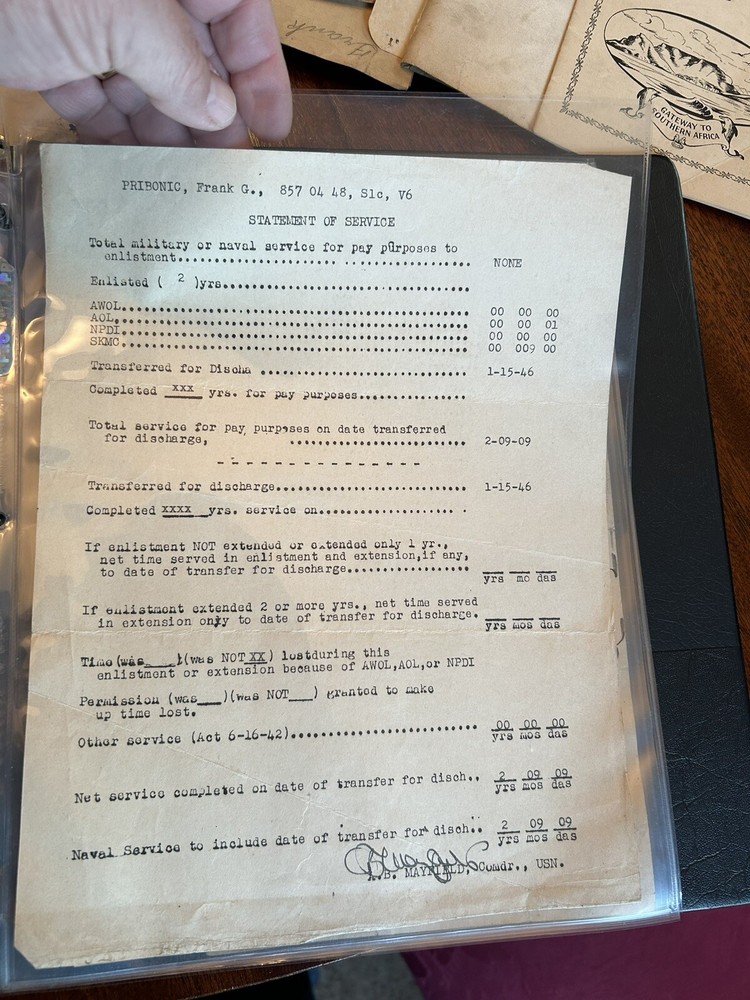 Frank
GATEWAY TO
SOUTHERN AFRICA
PRIBONIC, Frank G., 857 04 48, S1c, V6
STATEMENT OF SERVICE
Total military or naval service for pay purposes to
enlistment.................................... NONE
Enlisted ( 2 )yrs....................................
AWOL.................................... 00 00 00
AOL.................................... 00 00 01
NPDI.................................... 00 00 00
SKMC.................................... 00 009 00
Transferred for Discha .............................. 1-15-46
Completed xxx yrs. for pay purposes................
Total service for pay purposes on date transferred
for discharge, ......................... 2-09-09
- - - - - - - - - - - - - - -
Transferred for discharge........................... 1-15-46
Completed xxxx yrs. service on.................... .
If enlistment NOT extended or extended only 1 yr.,
net time served in enlistment and extension,if any,
to date of transfer for discharge.................
yrs mo das
If enlistment extended 2 or more yrs., net time served
in extension only to date of transfer for discharge.
yrs mos das
Time (was___)(was NOT XX) lostduring this
enlistment or extension because of AWOL,AOL,or NPDI
Permission (was___)(was NOT___) granted to make
up time lost.
Other service (Act 6-16-42)........................... 00 00 00
yrs mos das
Net service completed on date of transfer for disch.. 2 09 09
yrs mos das
Naval Service to include date of transfer for disch.. 2 09 09
yrs mos das
B. MAYFIELD, Comdr., USN.